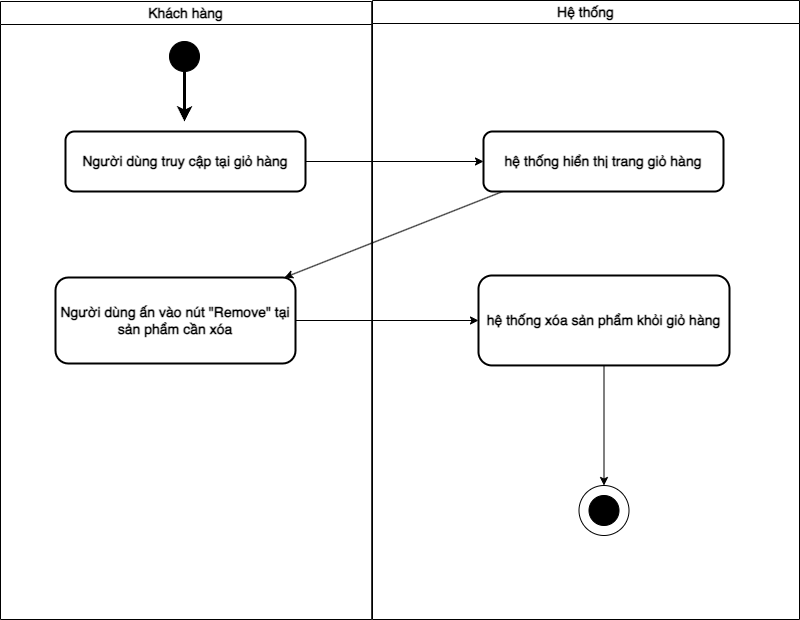 Khách hàng
Hệ thống
Người dùng truy cập tại giỏ hàng
hệ thống hiển thị trang giỏ hàng
Người dùng ấn vào nút "Remove" tại
sản phẩm cần xóa
hệ thống xóa sản phẩm khỏi giỏ hàng